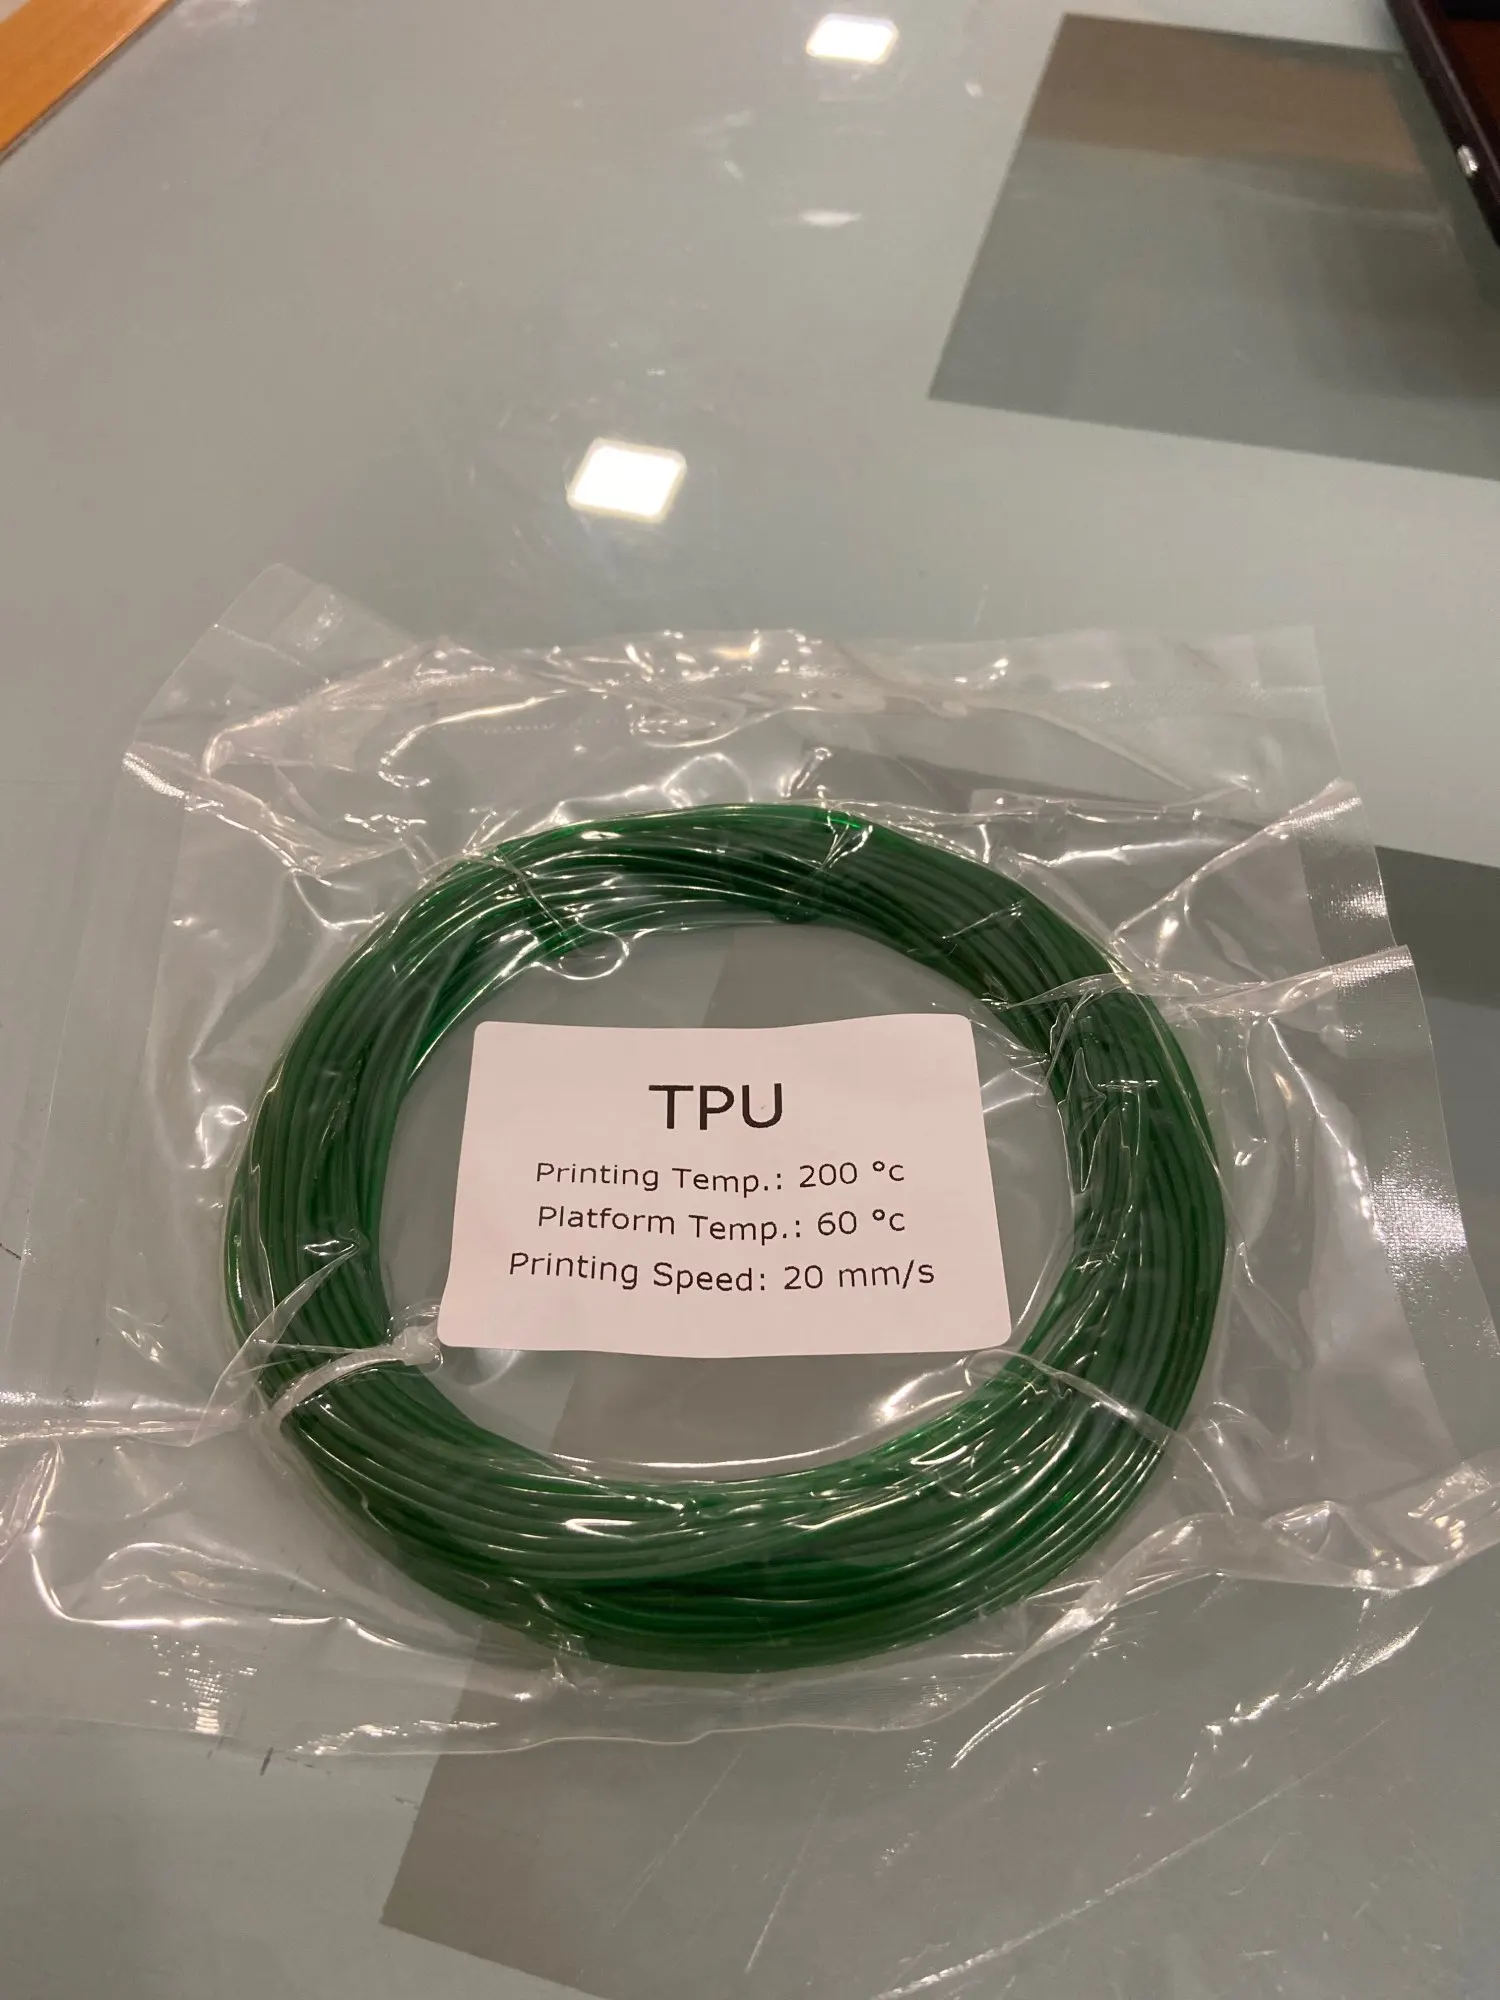 TPU
Printing Temp.: 200 °c
Platform Temp.: 60 °c
Printing Speed: 20 mm/s